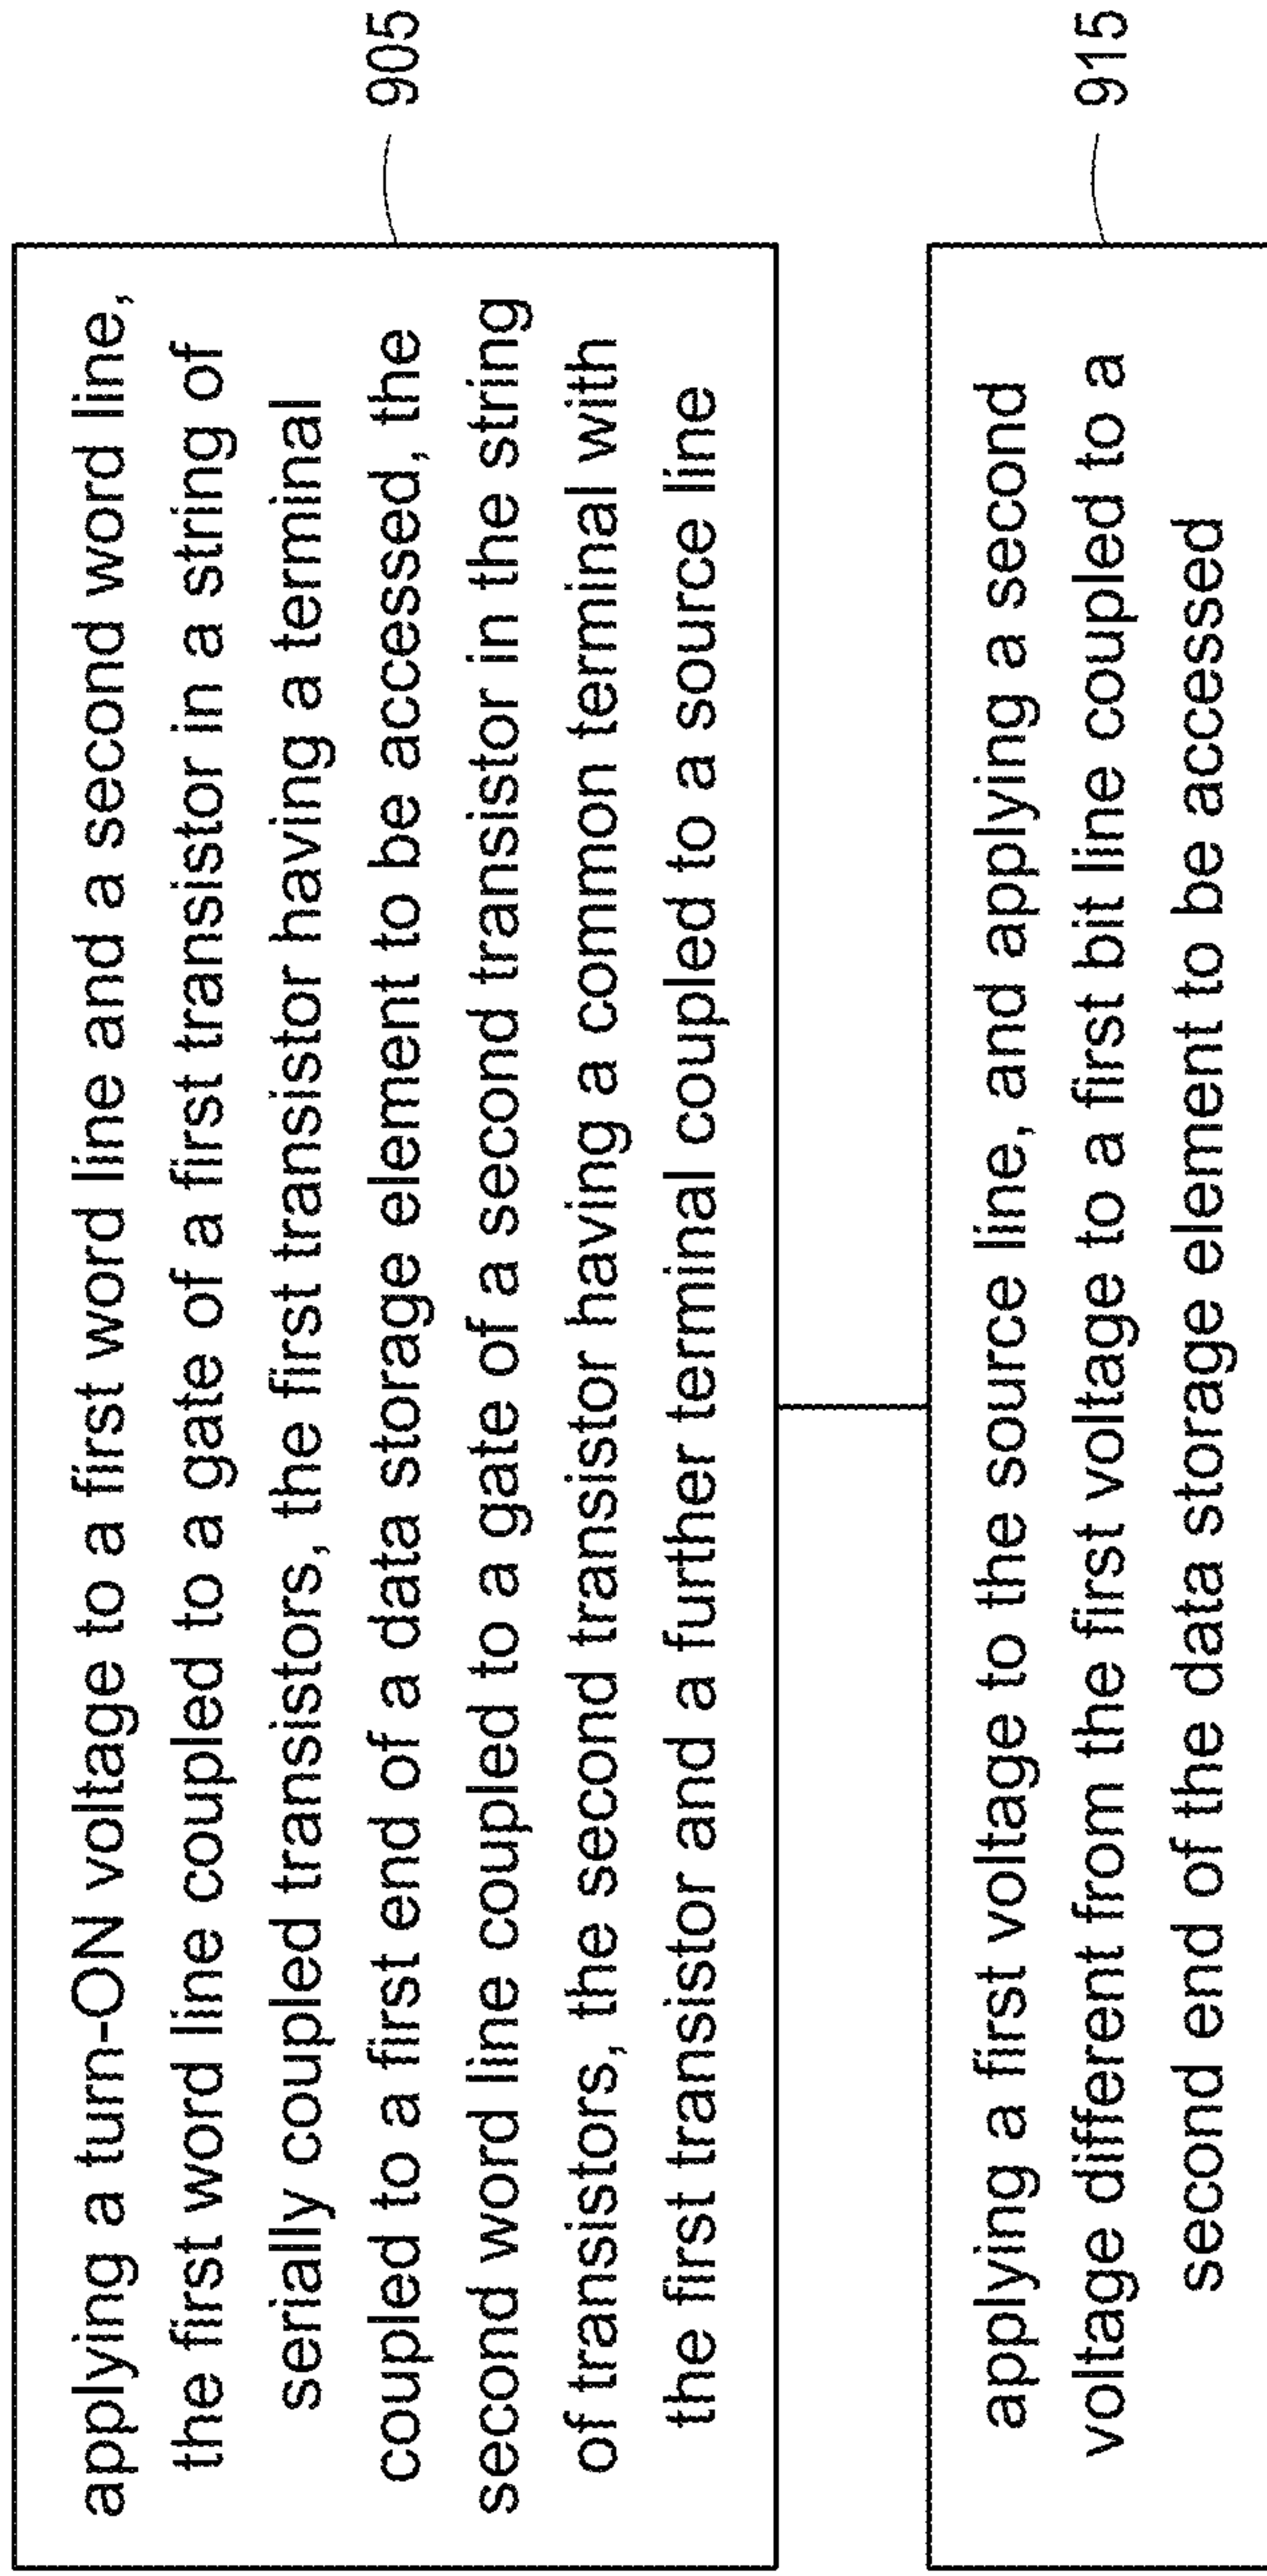 applying a turn-ON voltage to a first word line and a second word line,
the first word line coupled to a gate of a first transistor in a string of
serially coupled transistors, the first transistor having a terminal
coupled to a first end of a data storage element to be accessed, the
second word line coupled to a gate of a second transistor in the string
of transistors, the second transistor having a common terminal with
the first transistor and a further terminal coupled to a source line
905
applying a first voltage to the source line, and applying a second
voltage different from the first voltage to a first bit line coupled to a
second end of the data storage element to be accessed
915